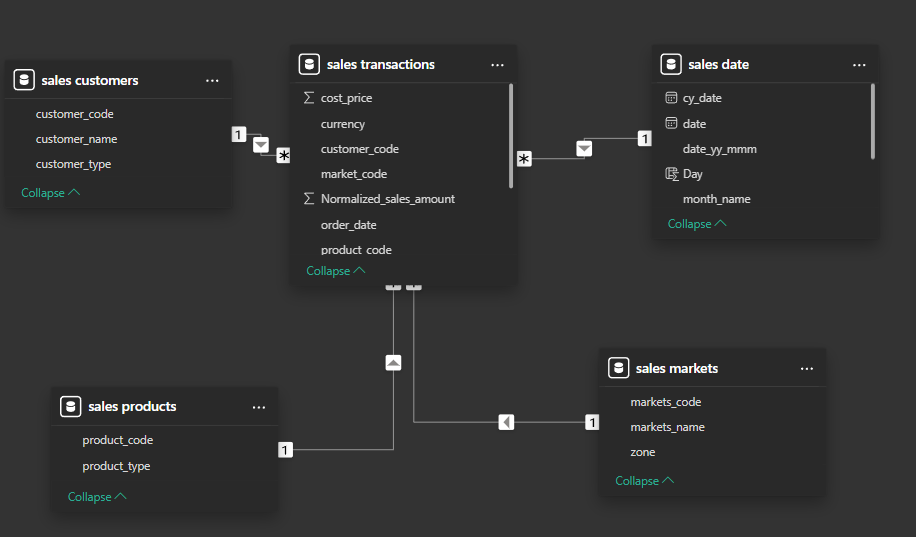 sales customers
customer_code
customer_name
customer_type
Collapse
1
*
sales transactions
Σ cost_price
currency
customer_code
market_code
Σ Normalized_sales_amount
order_date
product_code
Collapse
*
1
sales date
cy_date
date
date_yy_mmm
Day
month_name
Collapse
sales products
product_code
product_type
Collapse
1
1
sales markets
markets_code
markets_name
zone
Collapse